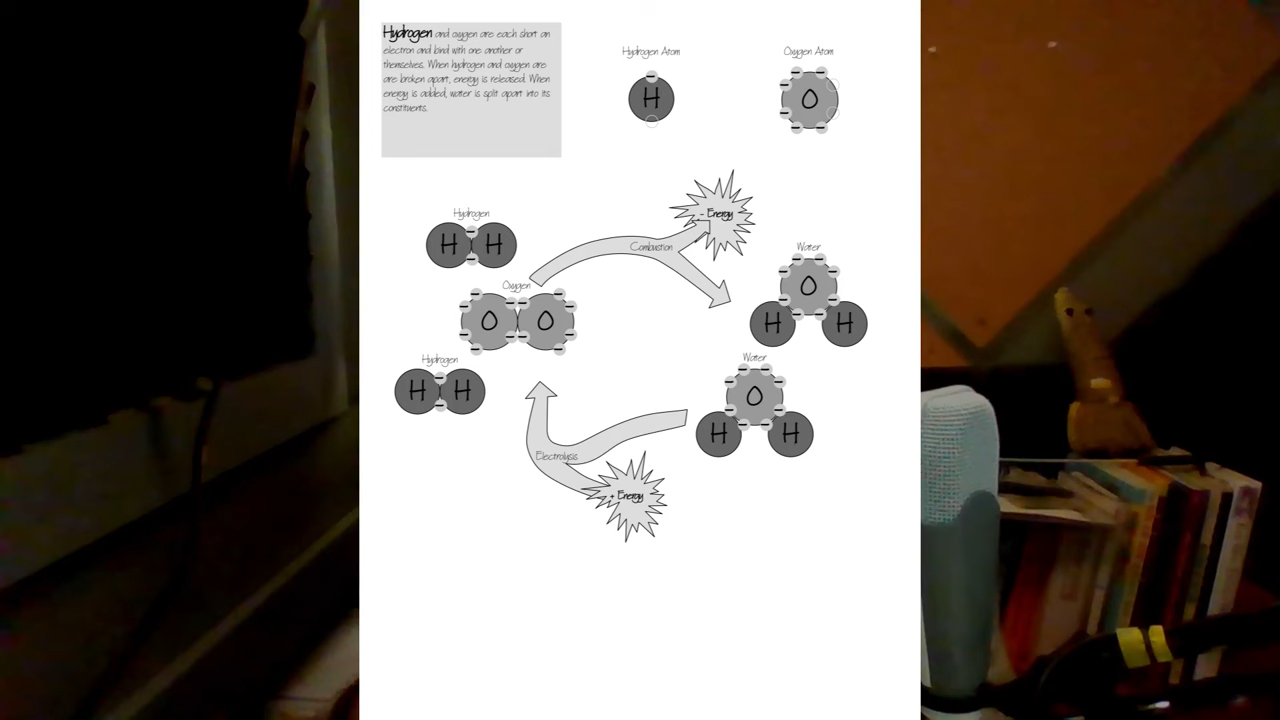 Hydrogen and oxygen are each short an
electron and bind with one another or
themselves. When hydrogen and oxygen are
are broken apart, energy is released. When
energy is added, water is split apart into its
constituents.
Hydrogen Atom
Oxygen Atom
H
O
- Energy
Hydrogen
Combustion
Water
H H
O
Oxygen
O O
H H
Hydrogen
Water
H H
O
Electrolysis
H H
+ Energy